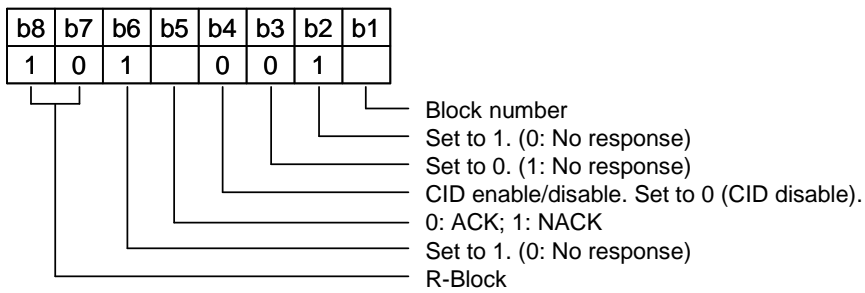 b8 b7 b6 b5 b4 b3 b2 b1
1 0 1 0 0 1
Block number
Set to 1. (0: No response)
Set to 0. (1: No response)
CID enable/disable. Set to 0 (CID disable).
0: ACK; 1: NACK
Set to 1. (0: No response)
R-Block